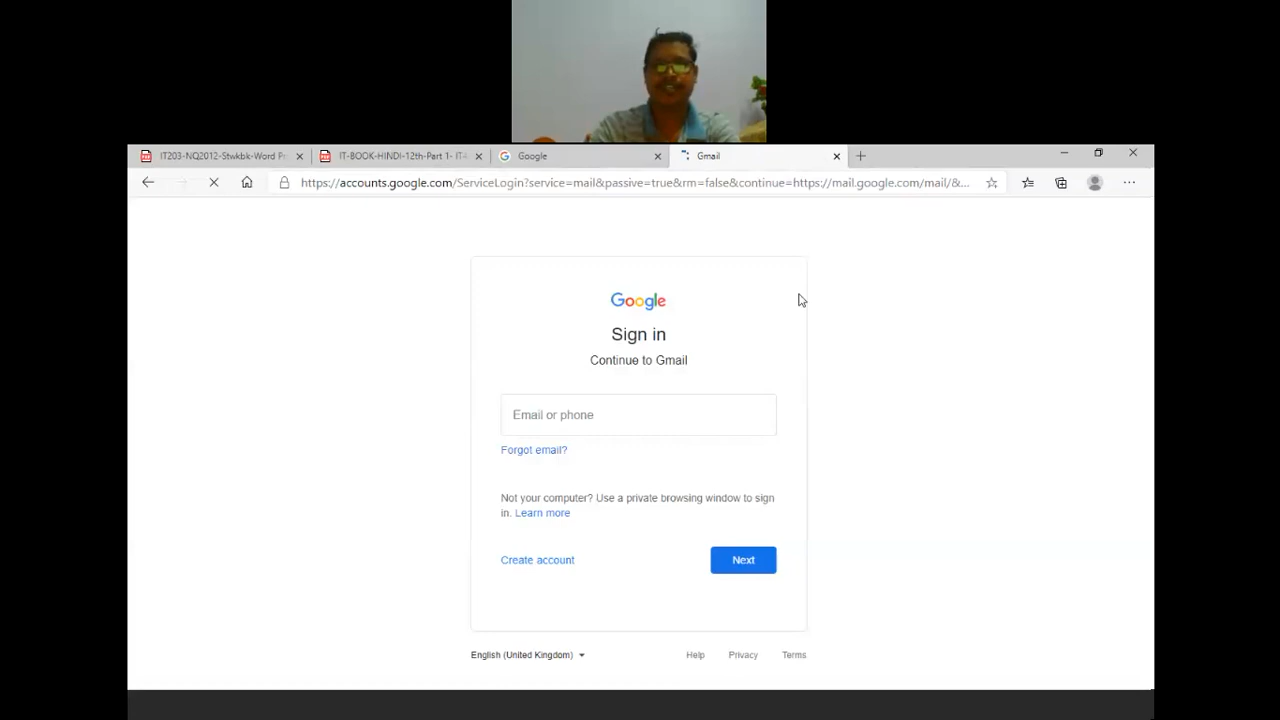 IT203-NQ2012-Stwkbk-Word Pr
IT-BOOK-HINDI-12th-Part 1- IT4
Google
Gmail
https://accounts.google.com/ServiceLogin?service=mail&passive=true&rm=false&continue=https://mail.google.com/mail/&...
Google
Sign in
Continue to Gmail
Email or phone
Forgot email?
Not your computer? Use a private browsing window to sign
in. Learn more
Create account
Next
English (United Kingdom)
Help
Privacy
Terms